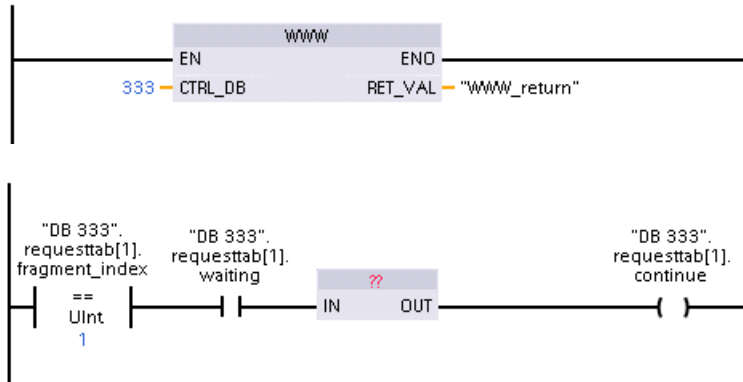 WWW
EN
ENO
333
CTRL_DB
RET_VAL
"WWW_return"
"DB 333".
requesttab[1].
fragment_index
==
UInt
1
"DB 333".
requesttab[1].
waiting
??
IN
OUT
"DB 333".
requesttab[1].
continue